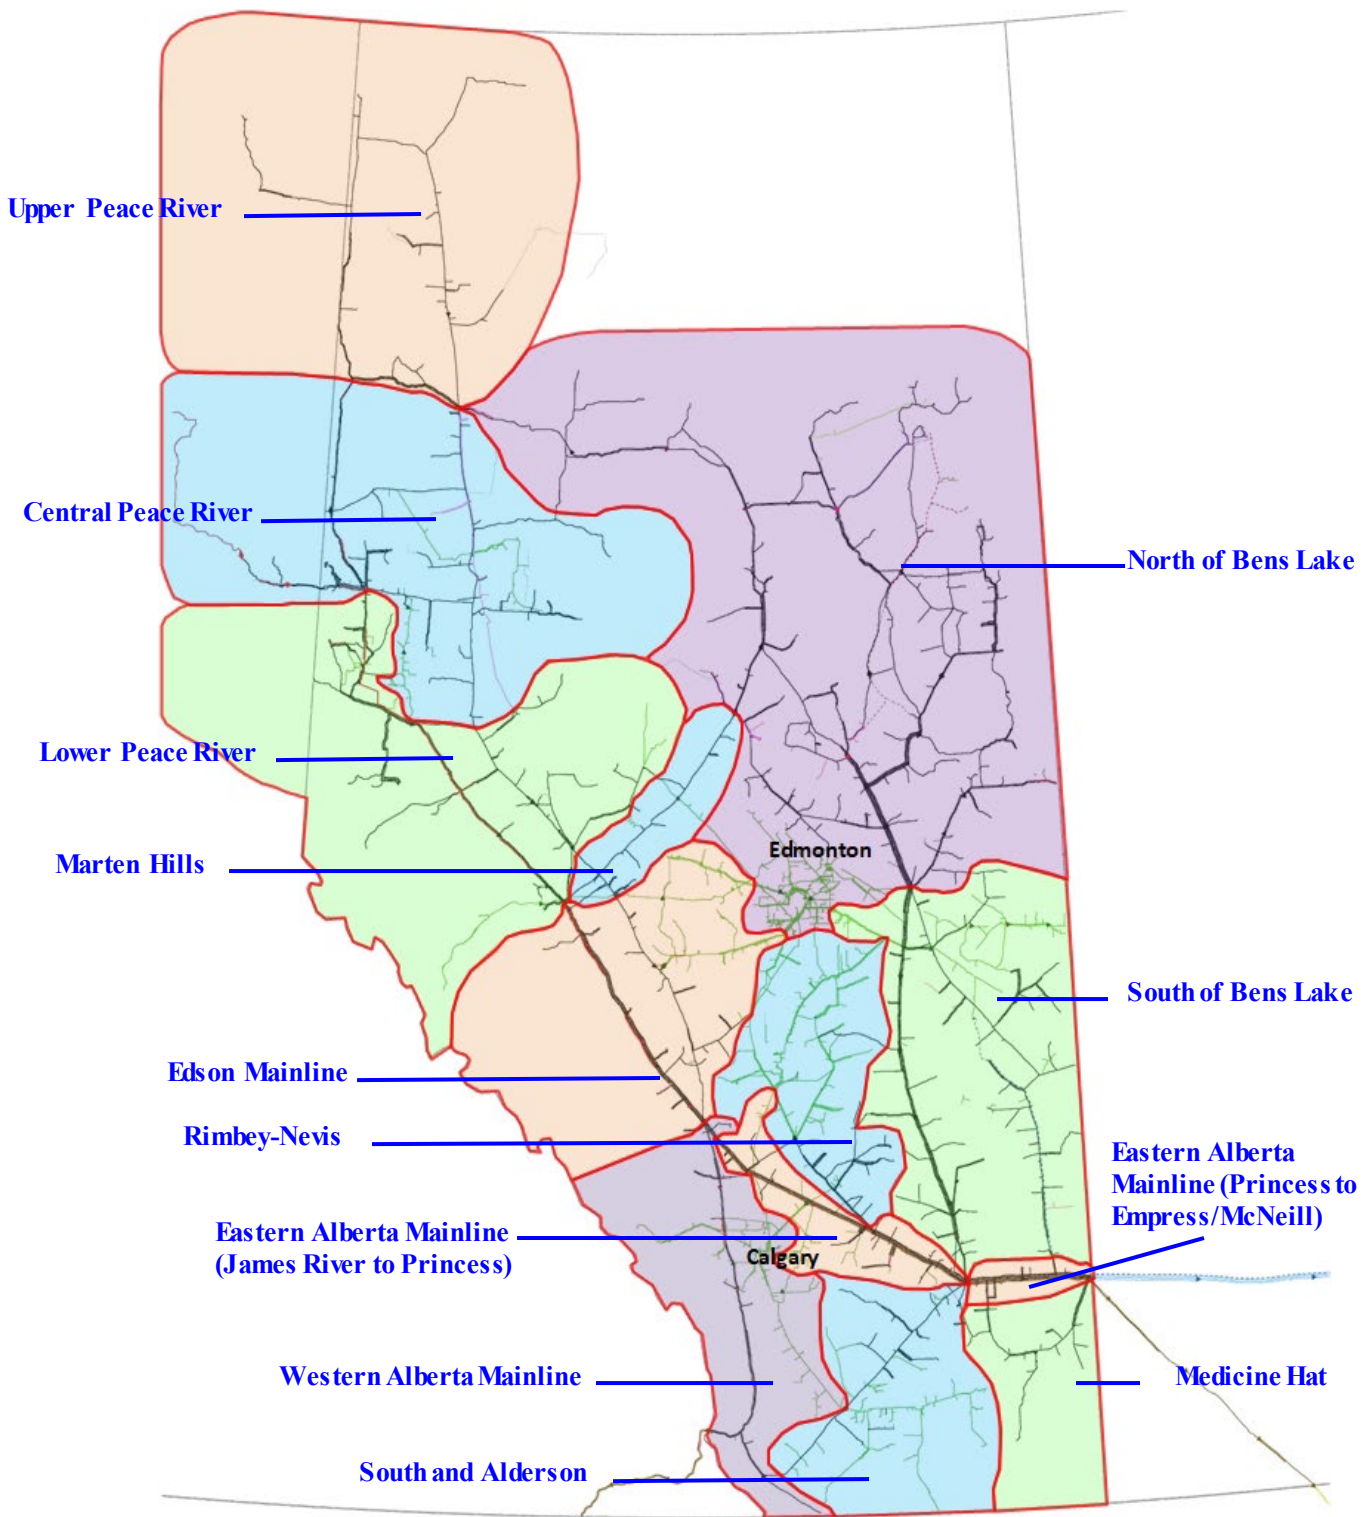 Upper Peace River
Central Peace River
North of Bens Lake
Lower Peace River
Edmonton
Marten Hills
South of Bens Lake
Edson Mainline
Rimbey-Nevis
Eastern Alberta
Mainline (Princess to
Empress/McNeill)
Eastern Alberta Mainline
(James River to Princess)
Calgary
Western Alberta Mainline
Medicine Hat
South and Alderson